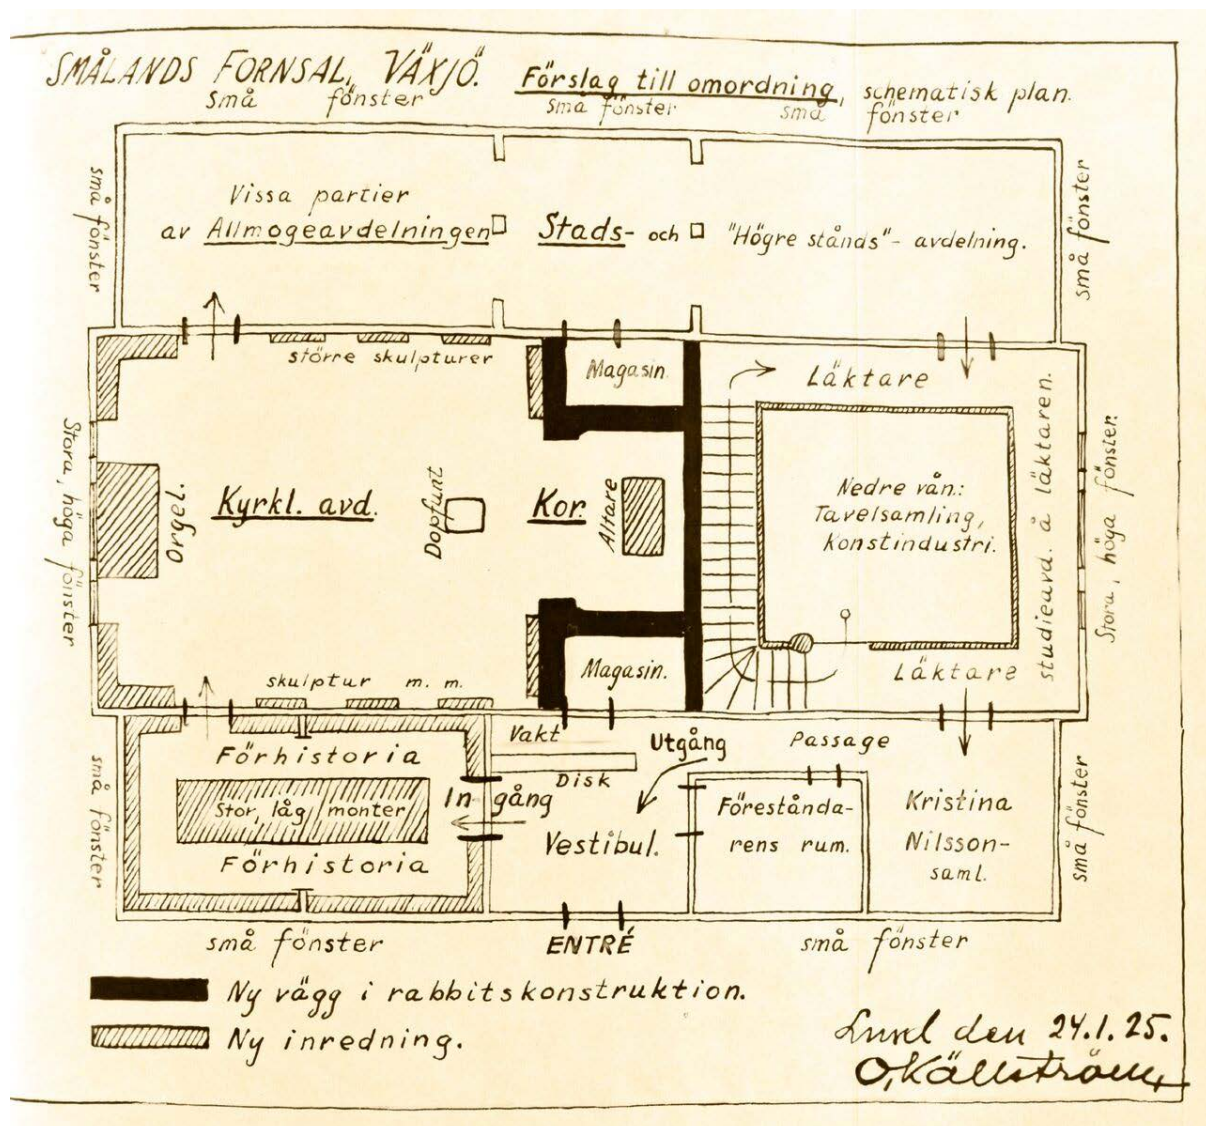 SMÅLANDS FORNSAL, VÄXJÖ.
Förslag till omordning, schematisk plan.
små fönster
små fönster
små fönster
små fönster
små fönster
Vissa partier
av Allmogeavdelningen
Stads- och
"Högre stånds"- avdelning.
större skulpturer
Magasin.
Läktare
Stora, höga fönster
Orgel.
Kyrkl. avd.
Dopfunt
Kor.
Altare
Nedre vån.:
Tavelsamling,
konstindustri.
studieavd. å läktaren.
Stora, höga fönster.
skulptur m. m.
Magasin.
Läktare
små fönster
Förhistoria
Stor, låg monter
Förhistoria
Vakt
Disk
Utgång
Passage
Ingång
Vestibul.
Förestånda-
rens rum.
Kristina
Nilsson-
saml.
små fönster
små fönster
ENTRÉ
små fönster
Ny vägg i rabbitskonstruktion.
Ny inredning.
Lund den 24.1.25.
O. Källström